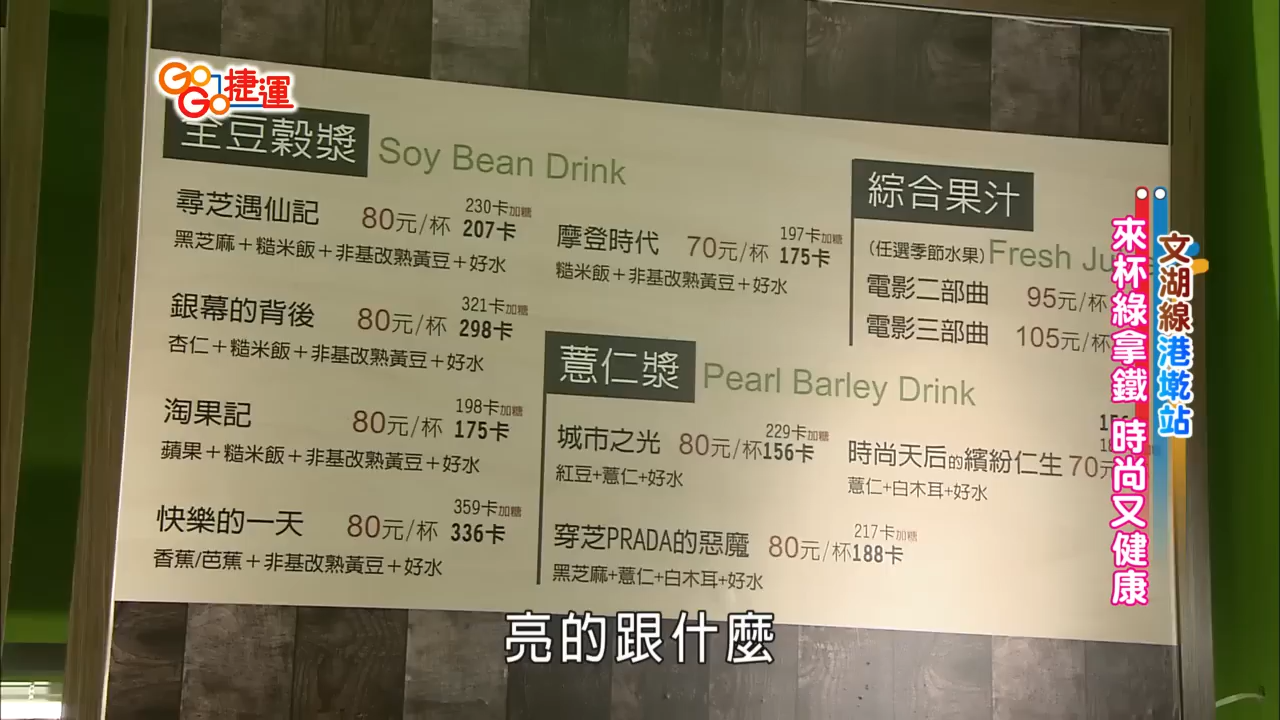 GOGO捷運
全豆穀漿 Soy Bean Drink
尋芝遇仙記 80元/杯 230卡加糖 207卡
黑芝麻+糙米飯+非基改熟黃豆+好水
銀幕的背後 80元/杯 321卡加糖 298卡
杏仁+糙米飯+非基改熟黃豆+好水
淘果記 80元/杯 198卡加糖 175卡
蘋果+糙米飯+非基改熟黃豆+好水
快樂的一天 80元/杯 359卡加糖 336卡
香蕉/芭蕉+非基改熟黃豆+好水
摩登時代 70元/杯 197卡加糖 175卡
糙米飯+非基改熟黃豆+好水
薏仁漿 Pearl Barley Drink
城市之光 80元/杯 229卡加糖 156卡
紅豆+薏仁+好水
時尚天后的繽紛仁生 70元
薏仁+白木耳+好水
穿芝PRADA的惡魔 80元/杯 217卡加糖 188卡
黑芝麻+薏仁+白木耳+好水
綜合果汁
(任選季節水果) Fresh
電影二部曲 95元/杯
電影三部曲 105元/杯
文湖線港墘站
來杯綠拿鐵 時尚又健康
亮的跟什麼